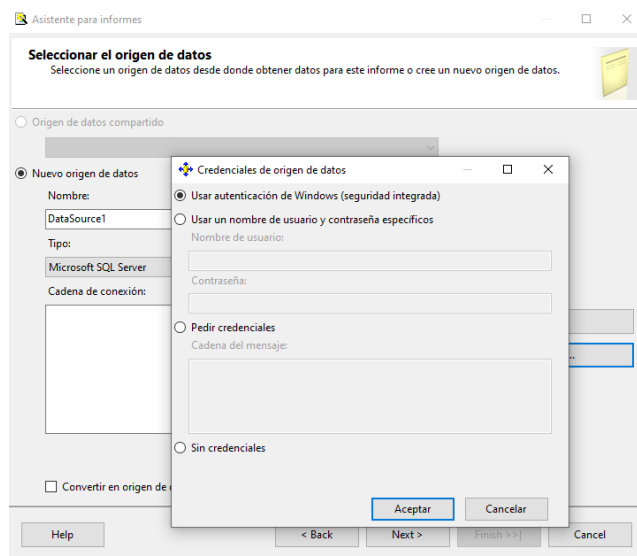 Asistente para informes
Seleccionar el origen de datos
Seleccione un origen de datos desde donde obtener datos para este informe o cree un nuevo origen de datos.
Origen de datos compartido
Nuevo origen de datos
Nombre:
DataSource1
Tipo:
Microsoft SQL Server
Cadena de conexión:
Convertir en origen de
Credenciales de origen de datos
Usar autenticación de Windows (seguridad integrada)
Usar un nombre de usuario y contraseña específicos
Nombre de usuario:
Contraseña:
Pedir credenciales
Cadena del mensaje:
Sin credenciales
Aceptar Cancelar
..
Help < Back Next > Finish >>| Cancel